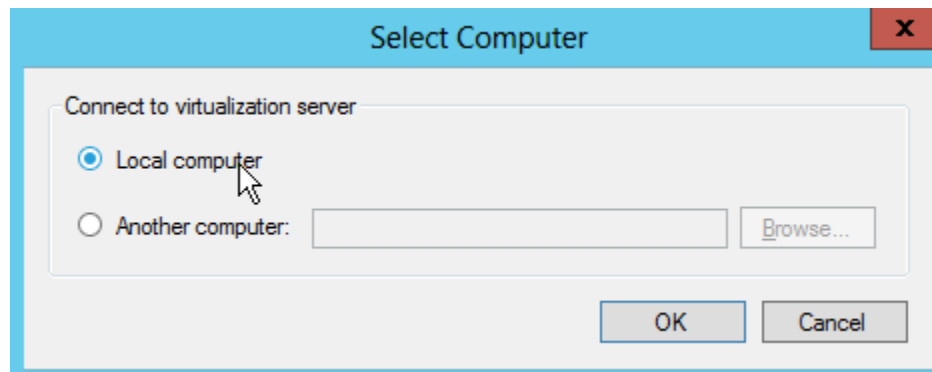 Select Computer
x
Connect to virtualization server
Local computer
Another computer:
Browse...
OK
Cancel